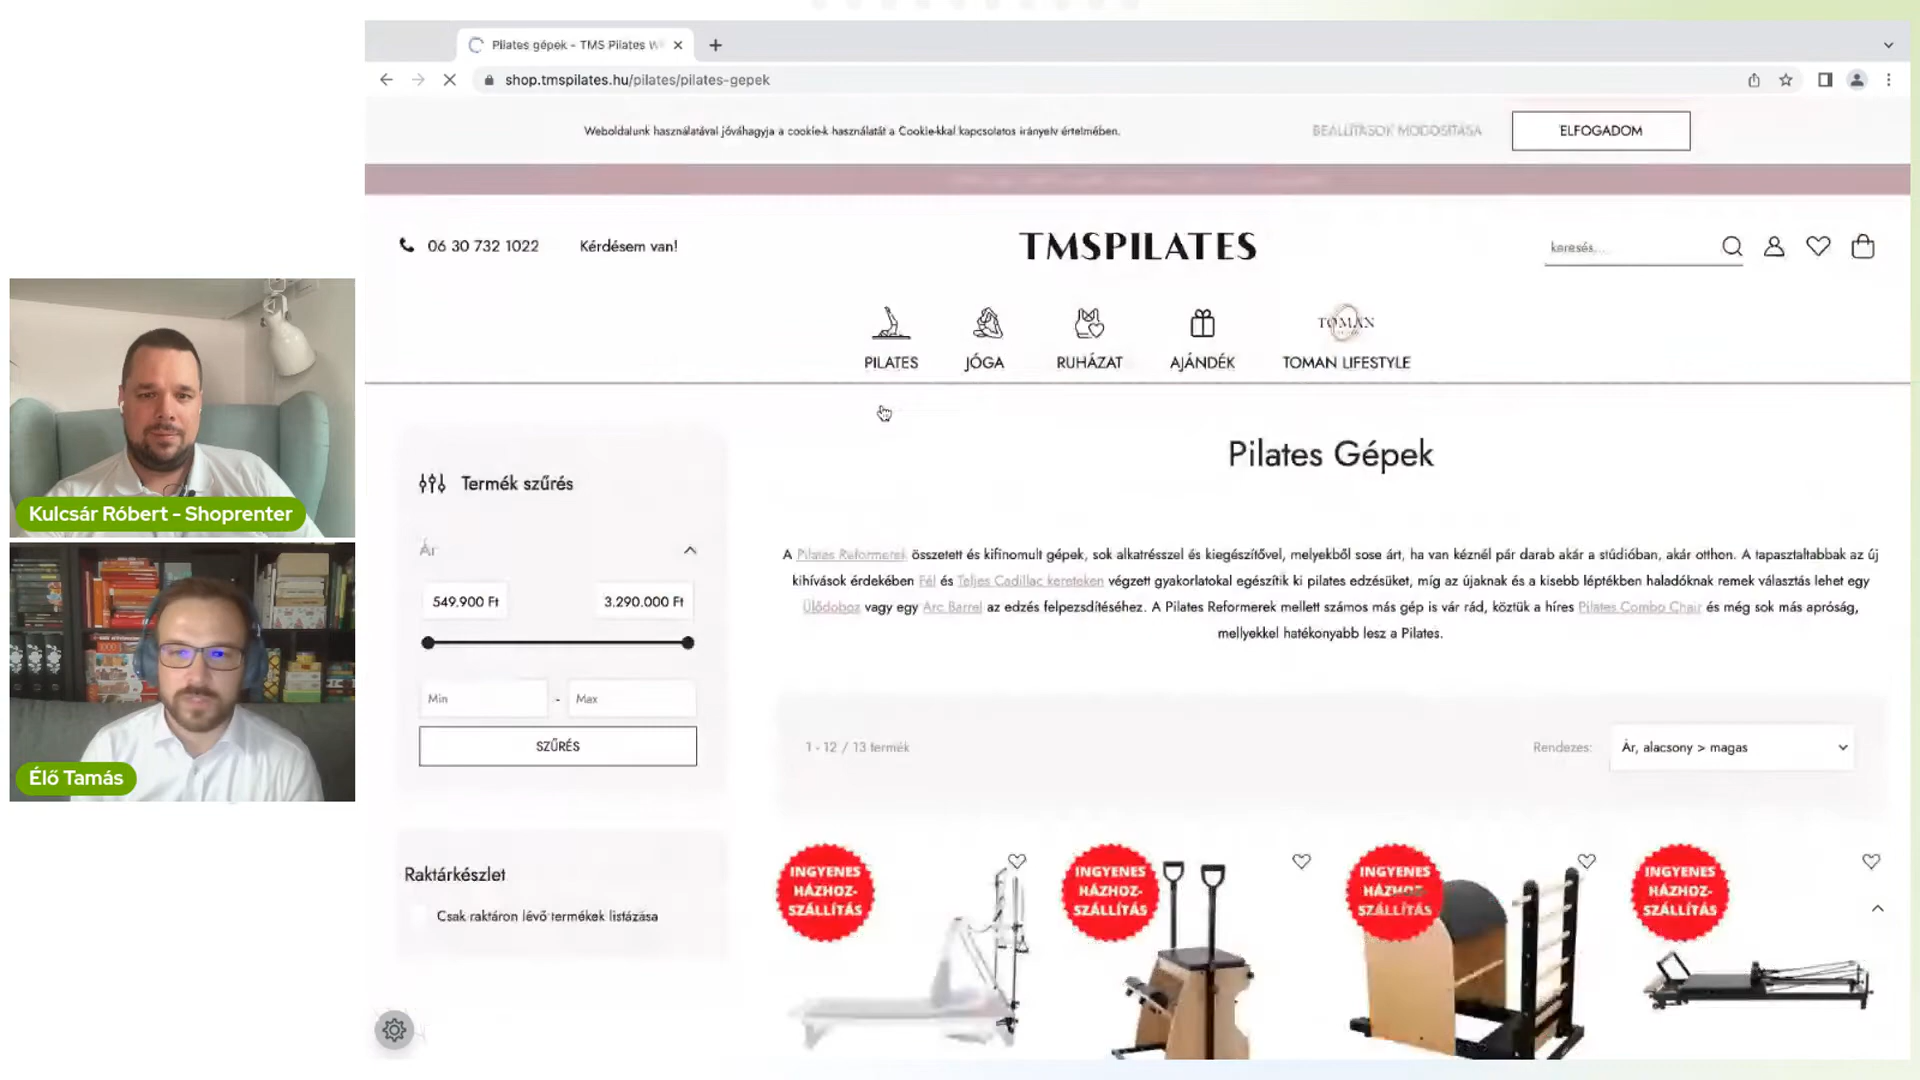 Pilates gépek - TMS Pilates W
shop.tmspilates.hu/pilates/pilates-gepek
Weboldalunk használatával jóváhagyja a cookie-k használatát a Cookie-kkal kapcsolatos irányelv értelmében.
BEÁLLÍTÁSOK MÓDOSÍTÁSA
ELFOGADOM
06 30 732 1022
Kérdésem van!
TMSPILATES
keresés...
TOMAN
PILATES
JÓGA
RUHÁZAT
AJÁNDÉK
TOMAN LIFESTYLE
Kulcsár Róbert - Shoprenter
Élő Tamás
Termék szűrés
Ár
549.900 Ft
3.290.000 Ft
Min
-
Max
SZŰRÉS
Raktárkészlet
Csak raktáron lévő termékek listázása
Pilates Gépek
A Pilates Reformerek összetett és kifinomult gépek, sok alkatrésszel és kiegészítővel, melyekből sose árt, ha van kéznél pár darab akár a stúdióban, akár otthon. A tapasztaltabbak az új
kihívások érdekében Fél és Teljes Cadillac kereteken végzett gyakorlatokal egészítik ki pilates edzésüket, míg az újaknak és a kisebb léptékben haladóknak remek választás lehet egy
Ülődoboz vagy egy Arc Barrel az edzés felpezsdítéséhez. A Pilates Reformerek mellett számos más gép is vár rád, köztük a híres Pilates Combo Chair és még sok más apróság,
mellyekkel hatékonyabb lesz a Pilates.
1 - 12 / 13 termék
Rendezés:
Ár, alacsony > magas
INGYENES
HÁZHOZ-
SZÁLLÍTÁS
INGYENES
HÁZHOZ-
SZÁLLÍTÁS
INGYENES
HÁZHOZ-
SZÁLLÍTÁS
INGYENES
HÁZHOZ-
SZÁLLÍTÁS